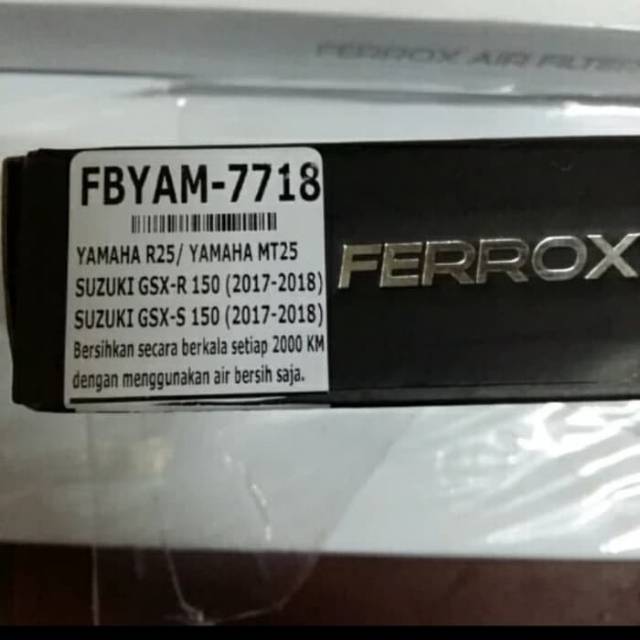 FERROX AIR FILTER
FBYAM-7718
YAMAHA R25/ YAMAHA MT25
SUZUKI GSX-R 150 (2017-2018)
SUZUKI GSX-S 150 (2017-2018)
Bersihkan secara berkala setiap 2000 KM
dengan menggunakan air bersih saja.
FERROX